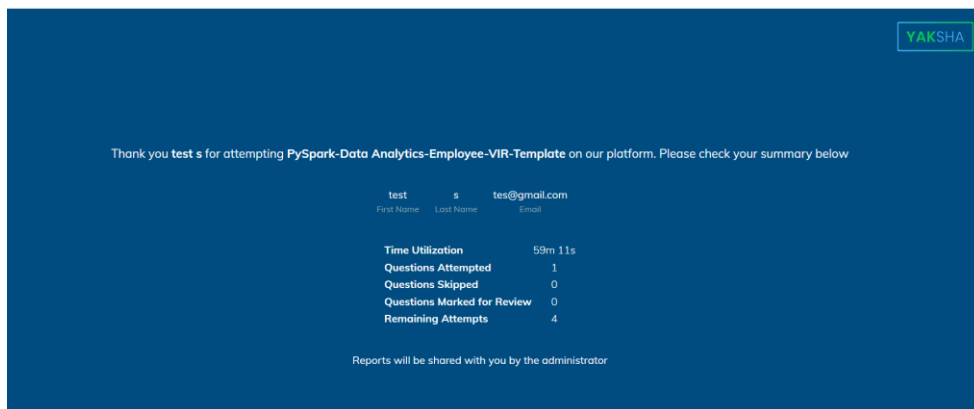 YAKSHA
Thank you test s for attempting PySpark-Data Analytics-Employee-VIR-Template on our platform. Please check your summary below
test s tes@gmail.com
First Name Last Name Email
Time Utilization 59m 11s
Questions Attempted 1
Questions Skipped 0
Questions Marked for Review 0
Remaining Attempts 4
Reports will be shared with you by the administrator